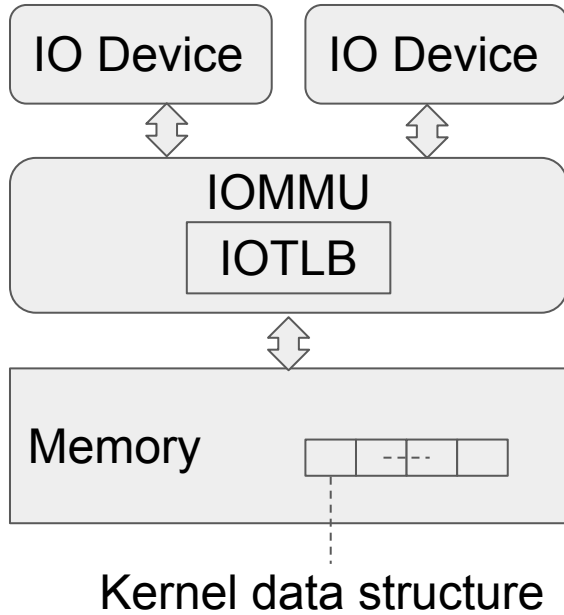 IO Device
IO Device
IOMMU
IOTLB
Memory
Kernel data structure